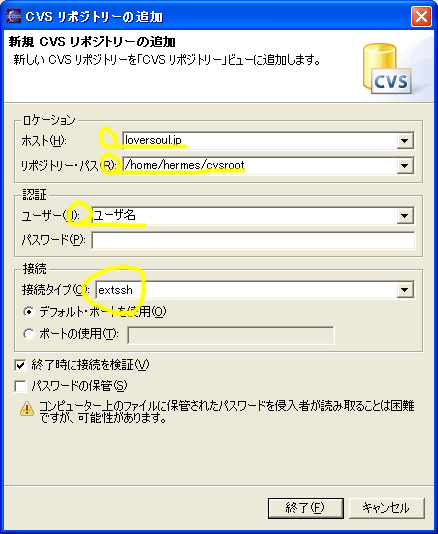 CVS リポジトリーの追加
新規 CVS リポジトリーの追加
新しい CVS リポジトリーを「CVS リポジトリー」ビューに追加します。
CVS
ロケーション
ホスト(H): loversoul.jp
リポジトリー・パス(R): /home/hermes/cvsroot
認証
ユーザー(U): ユーザ名
パスワード(P):
接続
接続タイプ(C): extssh
デフォルト・ポートを使用(O)
ポートの使用(T):
終了時に接続を検証(V)
パスワードの保管(S)
コンピューター上のファイルに保管されたパスワードを侵入者が読み取ることは困難
ですが、可能性があります。
終了(F) キャンセル